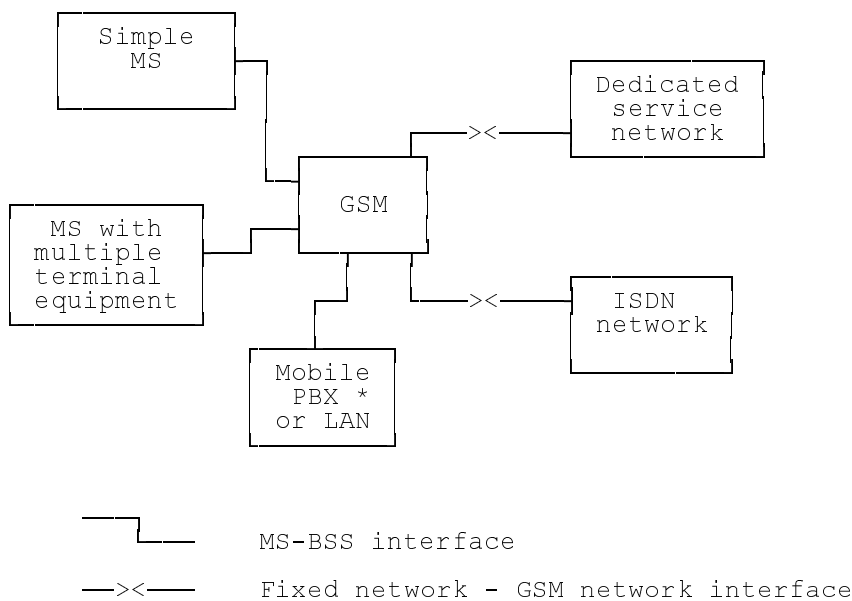 Simple
MS
Dedicated
service
network
><
GSM
MS with
multiple
terminal
equipment
><
ISDN
network
Mobile
PBX *
or LAN
MS-BSS interface
>< Fixed network - GSM network interface